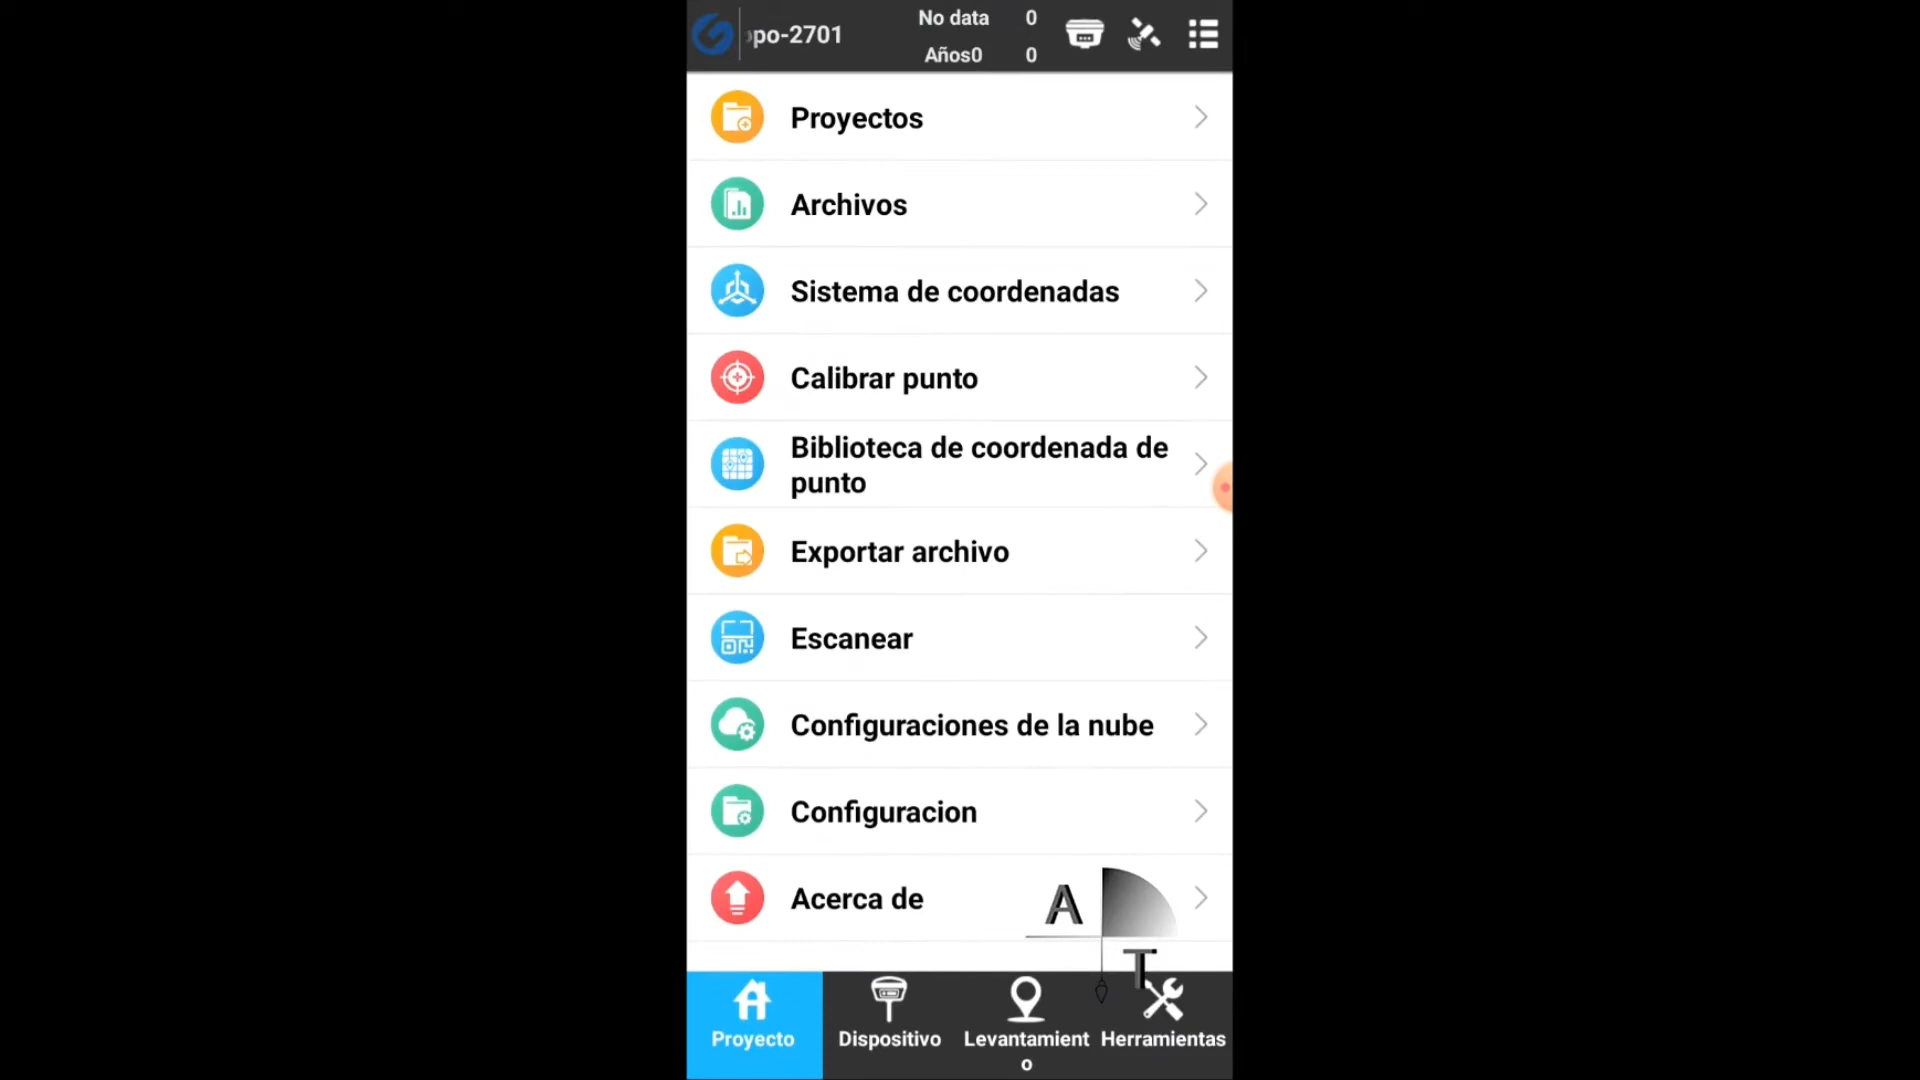 po-2701
No data 0
Años0 0
Proyectos
Archivos
Sistema de coordenadas
Calibrar punto
Biblioteca de coordenada de
punto
Exportar archivo
Escanear
Configuraciones de la nube
Configuracion
Acerca de
A
T
Proyecto Dispositivo Levantamient Herramientas
o